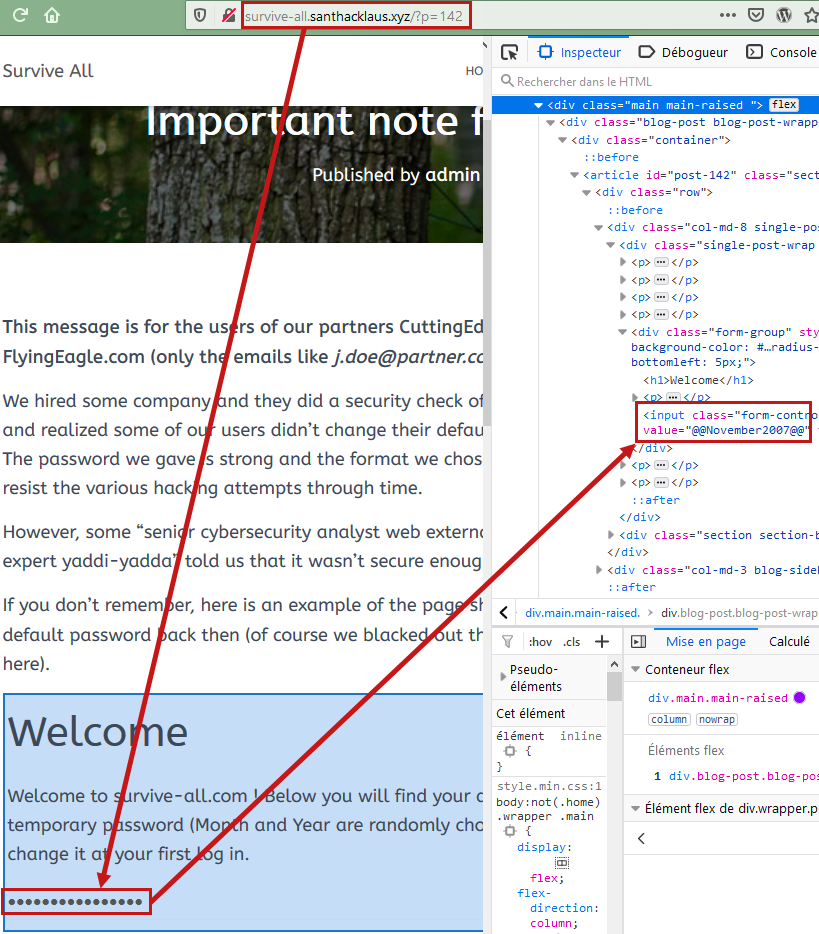 survive-all.santhacklaus.xyz/?p=142
Survive All
HO
Important note f
Published by admin
This message is for the users of our partners CuttingEd
FlyingEagle.com (only the emails like j.doe@partner.co
We hired some company and they did a security check of
and realized some of our users didn't change their defau
The password we gave is strong and the format we chos
resist the various hacking attempts through time.
However, some “senior cybersecurity analyst web externa
expert yaddi-yadda” told us that it wasn't secure enoug
If you don't remember, here is an example of the page sh
default password back then (of course we blacked out th
here).
Welcome
Welcome to survive-all.com ! Below you will find your d
temporary password (Month and Year are randomly cho
change it at your first log in.
••••••••••••••••
Inspecteur
Débogueur
Console
Rechercher dans le HTML
<div class="main main-raised "> flex
<div class="blog-post blog-post-wrapp
<div class="container">
::before
<article id="post-142" class="sect
<div class="row">
::before
<div class="col-md-8 single-pos
<div class="single-post-wrap
<p>•••</p>
<p>•••</p>
<p>•••</p>
<p>•••</p>
<div class="form-group" sty
background-color: #…radius-
bottomleft: 5px;">
<h1>Welcome</h1>
<p>•••</p>
<input class="form-contro
value="@@November2007@@"
</div>
<p>•••</p>
<p>•••</p>
::after
</div>
<div class="section section-b
</div>
<div class="col-md-3 blog-sideb
::after
div.main.main-raised. > div.blog-post.blog-post-wrap
:hov .cls +
Pseudo-
éléments
Cet élément
élément inline
{
}
style.min.css:1
body:not(.home)
.wrapper .main
{
display:
flex;
flex-
direction:
column;
Mise en page
Calculé
Conteneur flex
div.main.main-raised
column nowrap
Éléments flex
1 div.blog-post.blog-pos
Élément flex de div.wrapper.p